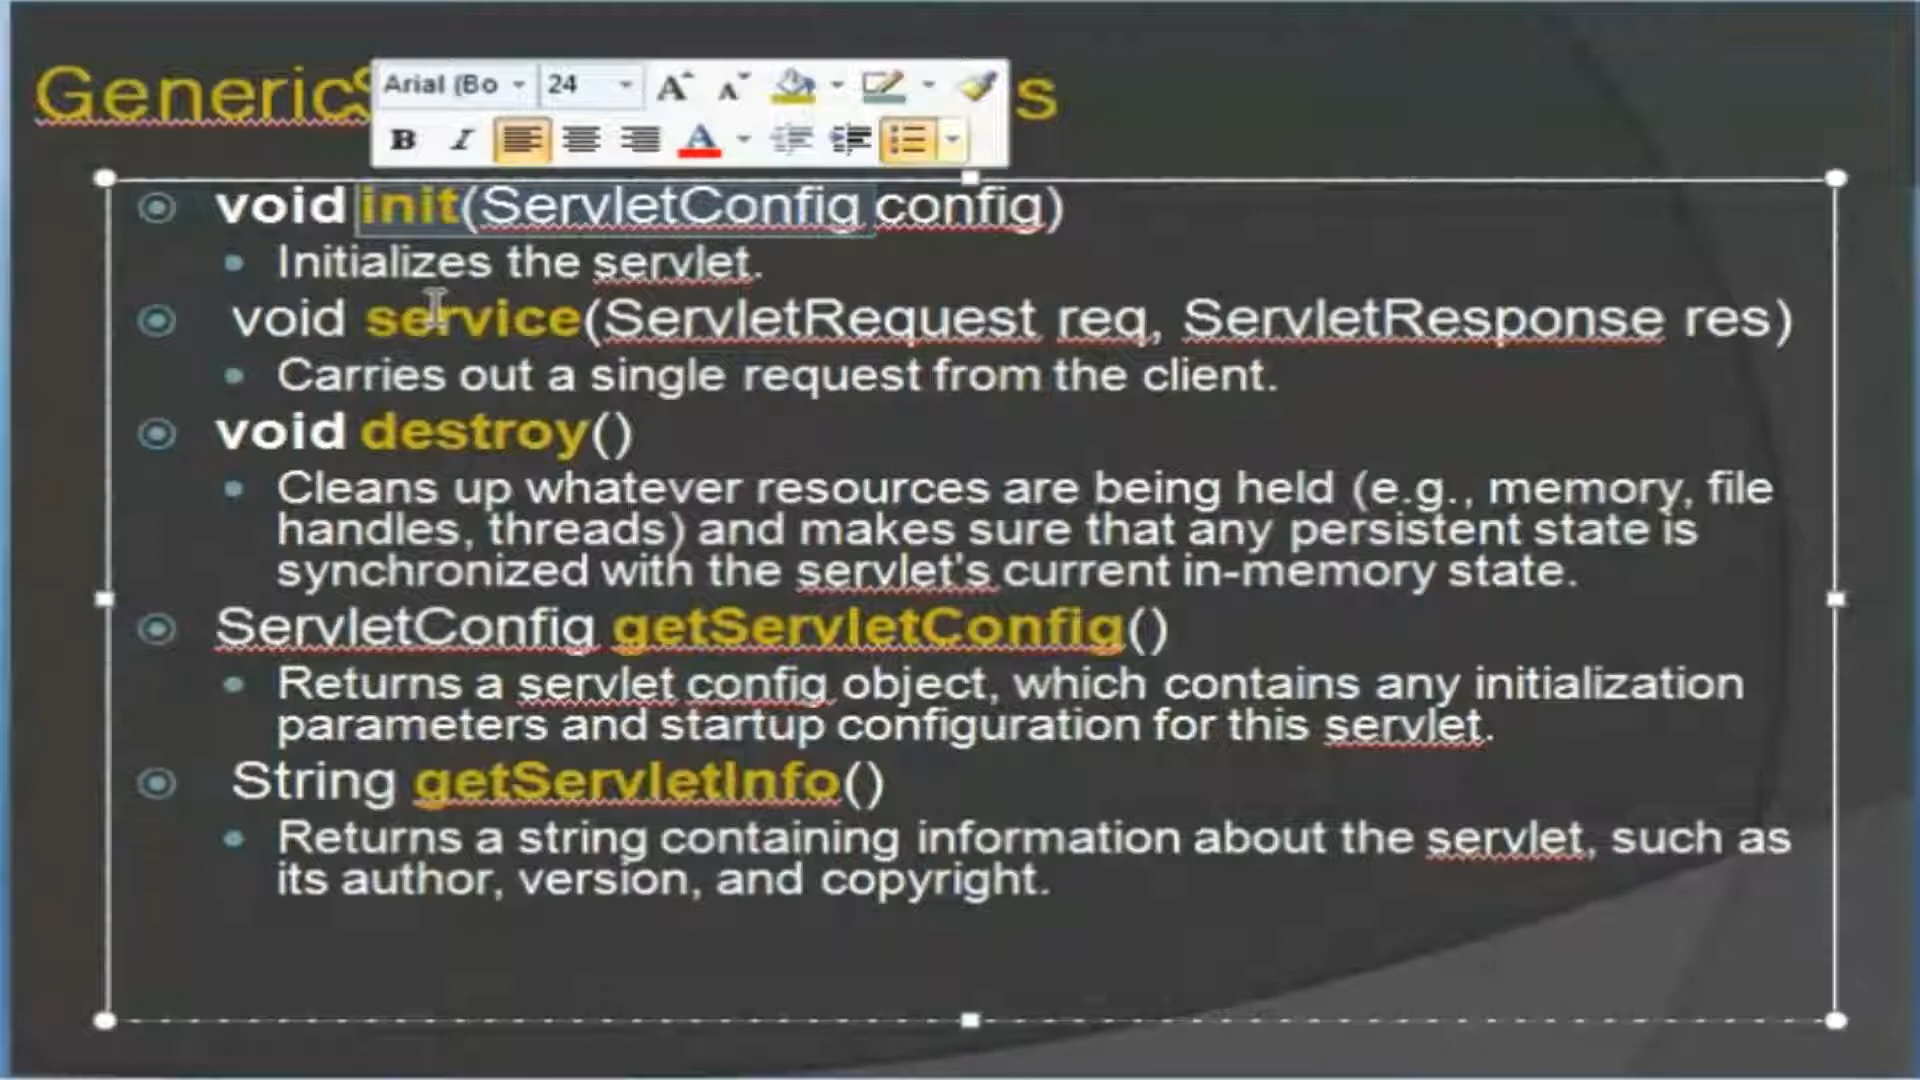 Generic
s
Arial (Bo
24
A A
B I A
void init(ServletConfig config)
Initializes the servlet.
void service(ServletRequest req, ServletResponse res)
Carries out a single request from the client.
void destroy()
Cleans up whatever resources are being held (e.g., memory, file
handles, threads) and makes sure that any persistent state is
synchronized with the servlet's current in-memory state.
ServletConfig getServletConfig()
Returns a servlet config object, which contains any initialization
parameters and startup configuration for this servlet.
String getServletInfo()
Returns a string containing information about the servlet, such as
its author, version, and copyright.